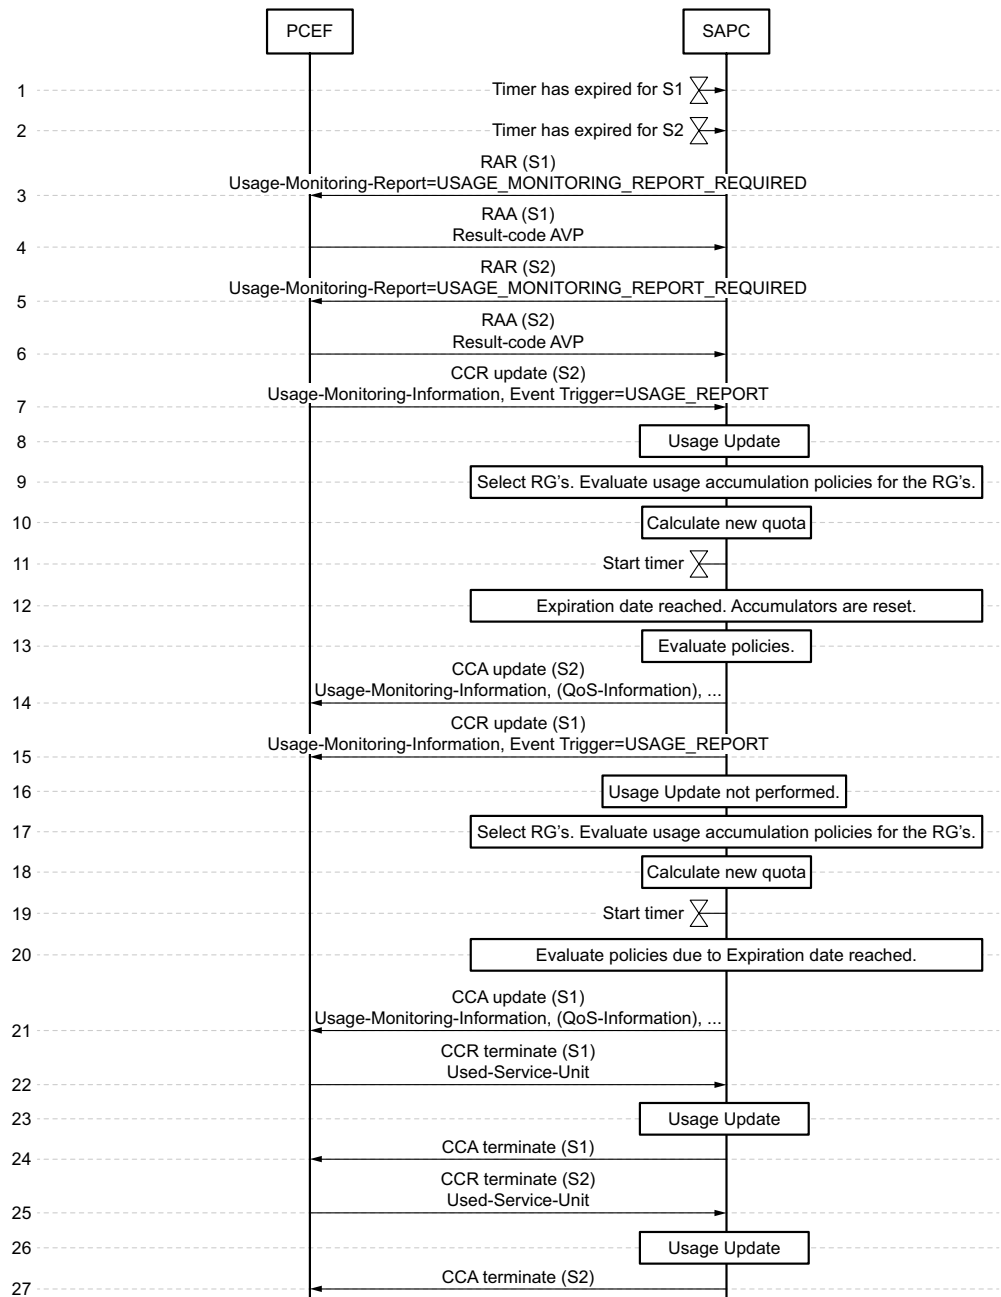 PCEF
SAPC
1
Timer has expired for S1
2
Timer has expired for S2
RAR (S1)
Usage-Monitoring-Report=USAGE_MONITORING_REPORT_REQUIRED
3
RAA (S1)
Result-code AVP
4
RAR (S2)
Usage-Monitoring-Report=USAGE_MONITORING_REPORT_REQUIRED
5
RAA (S2)
Result-code AVP
6
CCR update (S2)
Usage-Monitoring-Information, Event Trigger=USAGE_REPORT
7
8
Usage Update
9
Select RG’s. Evaluate usage accumulation policies for the RG’s.
10
Calculate new quota
11
Start timer
12
Expiration date reached. Accumulators are reset.
13
Evaluate policies.
CCA update (S2)
Usage-Monitoring-Information, (QoS-Information), ...
14
CCR update (S1)
Usage-Monitoring-Information, Event Trigger=USAGE_REPORT
15
16
Usage Update not performed.
17
Select RG’s. Evaluate usage accumulation policies for the RG’s.
18
Calculate new quota
19
Start timer
20
Evaluate policies due to Expiration date reached.
CCA update (S1)
Usage-Monitoring-Information, (QoS-Information), ...
21
CCR terminate (S1)
Used-Service-Unit
22
23
Usage Update
CCA terminate (S1)
24
CCR terminate (S2)
Used-Service-Unit
25
26
Usage Update
CCA terminate (S2)
27